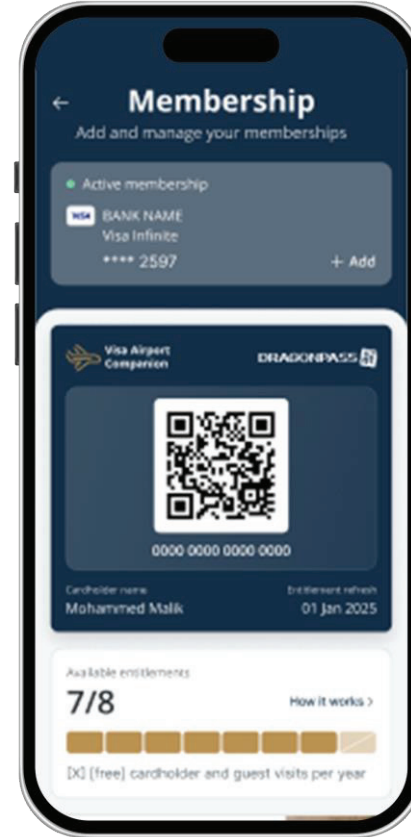 Membership
Add and manage your memberships
Active membership
VISA BANK NAME
Visa Infinite
**** 2597 + Add
Visa Airport
Companion
DRAGONPASS
0000 0000 0000 0000
Cardholder name Entitlement refresh
Mohammed Malik 01 Jan 2025
Available entitlements
7/8 How it works >
[X] [free] cardholder and guest visits per year